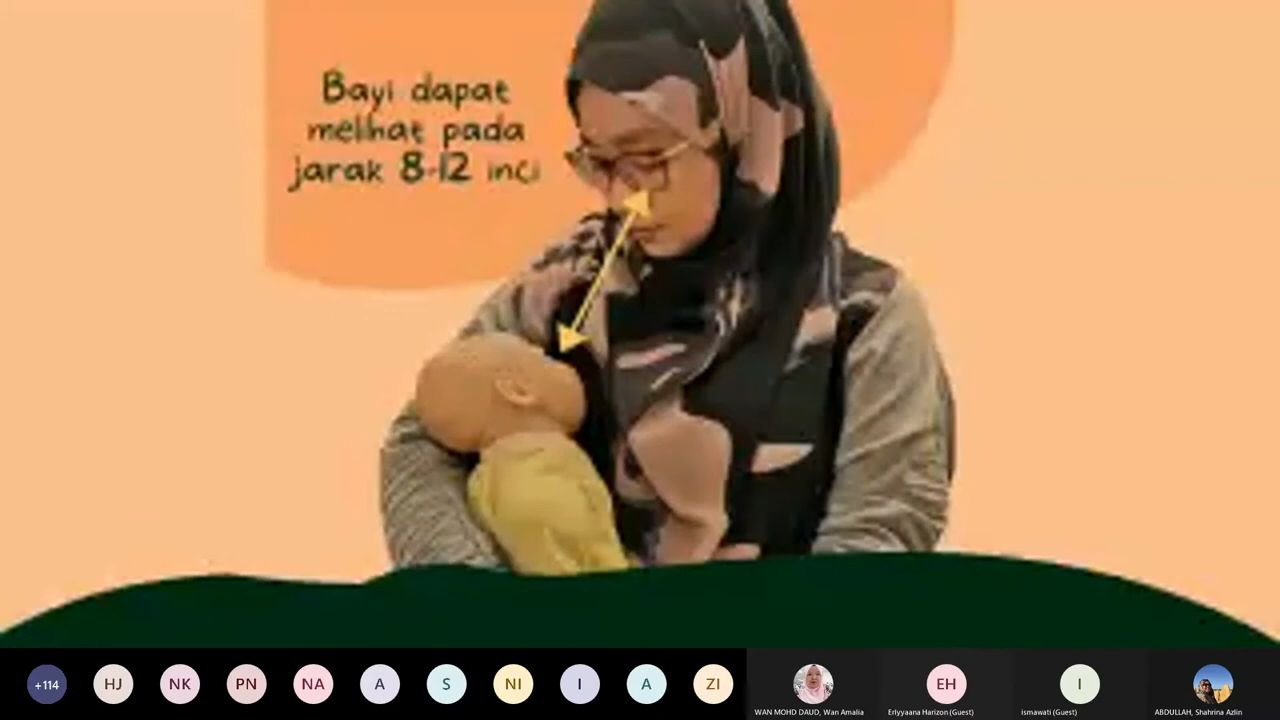 Bayi dapat
melihat pada
jarak 8-12 inci
+114
HJ
NK
PN
NA
A
S
NI
I
A
ZI
EH
I
WAN MOHD DAUD, Wan Amalia
Erlyyaana Harizon (Guest)
ismawati (Guest)
ABDULLAH, Shahrina Azlin